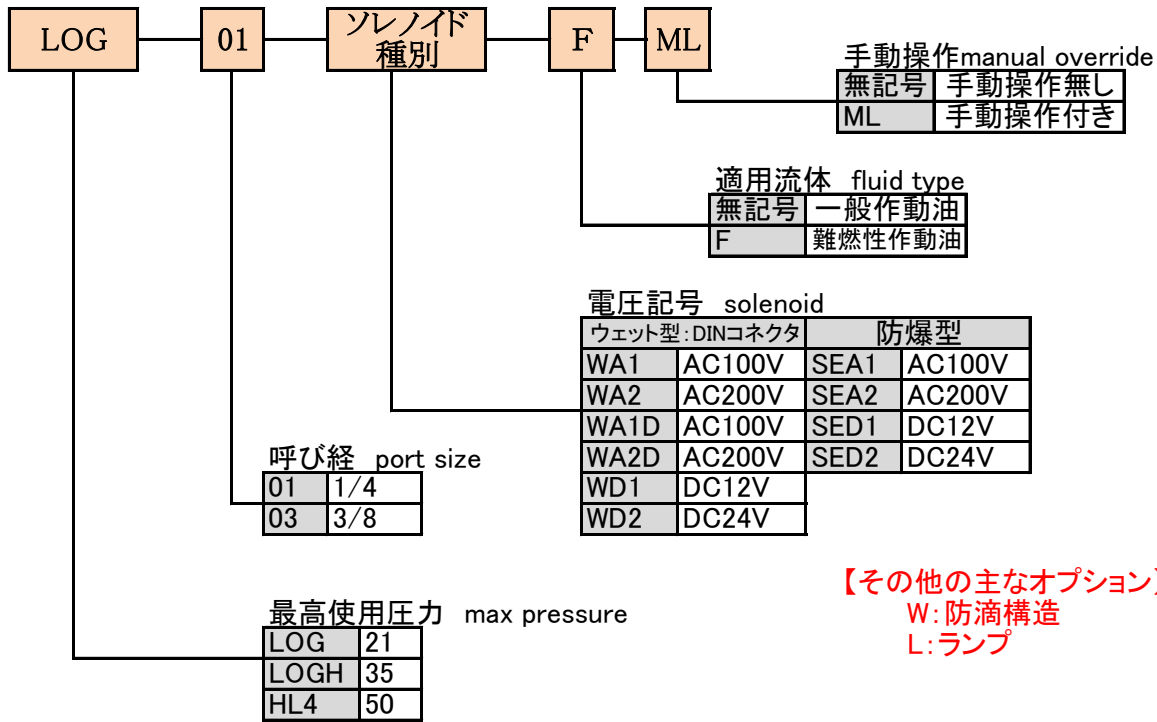 LOG 01 ソレノイド種別 F ML
手動操作manual override
無記号 手動操作無し
ML 手動操作付き
適用流体 fluid type
無記号 一般作動油
F 難燃性作動油
電圧記号 solenoid
ウェット型:DINコネクタ 防爆型
WA1 AC100V SEA1 AC100V
WA2 AC200V SEA2 AC200V
WA1D AC100V SED1 DC12V
WA2D AC200V SED2 DC24V
WD1 DC12V
WD2 DC24V
呼び経 port size
01 1/4
03 3/8
【その他の主なオプション】
W:防滴構造
L:ランプ
最高使用圧力 max pressure
LOG 21
LOGH 35
HL4 50